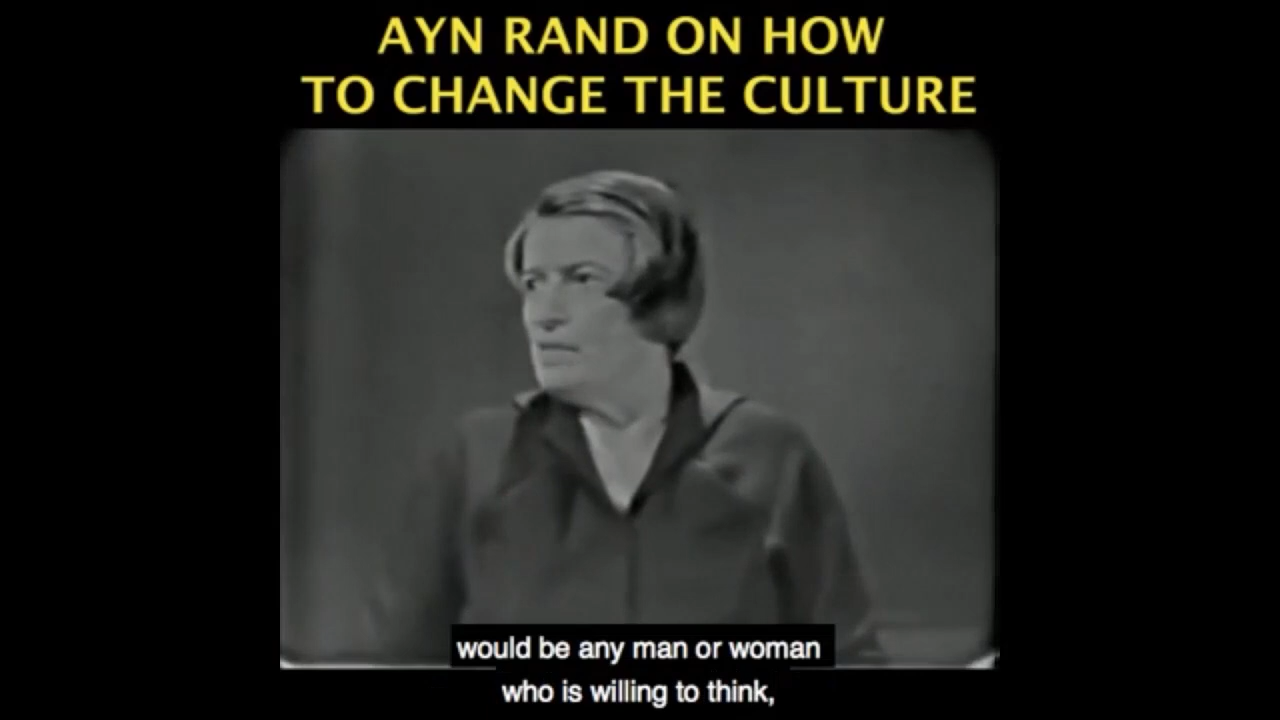 AYN RAND ON HOW
TO CHANGE THE CULTURE
would be any man or woman
who is willing to think,